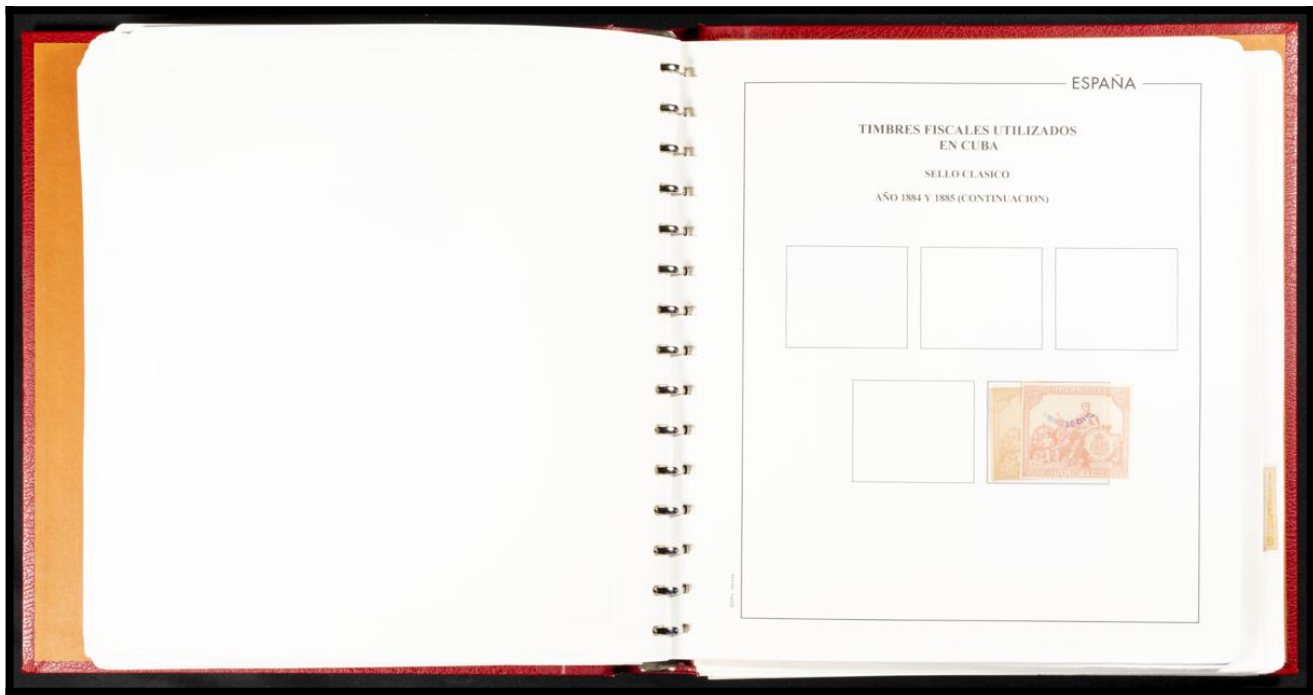 ESPAÑA
TIMBRES FISCALES UTILIZADOS
EN CUBA
SELLO CLASICO
AÑO 1884 Y 1885 (CONTINUACION)